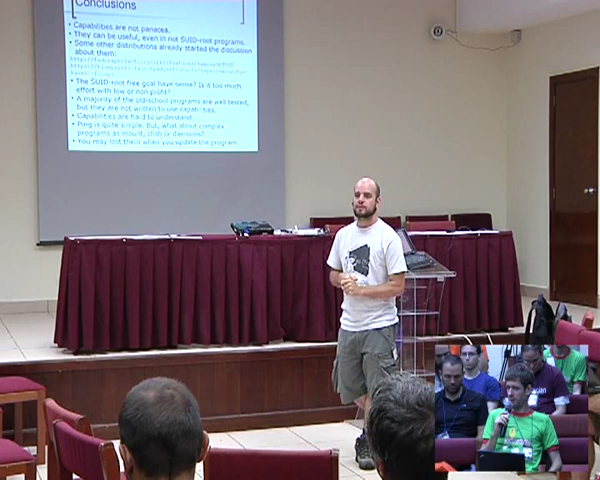 Conclusions
• Capabilities are not panacea.
• They can be useful, even in not SUID-root programs.
• Some other distributions already started the discussion
about them:
• The SUID-root free goal have sense? Is it too much
effort with low or non profit?
• A majority of the old-school programs are well tested,
but they are not written to use capabilities.
• Capabilities are hard to understand.
• Ping is quite simple. But, what about complex
programs as mount, chsh or daemons?
• You may lost them when you update the program.